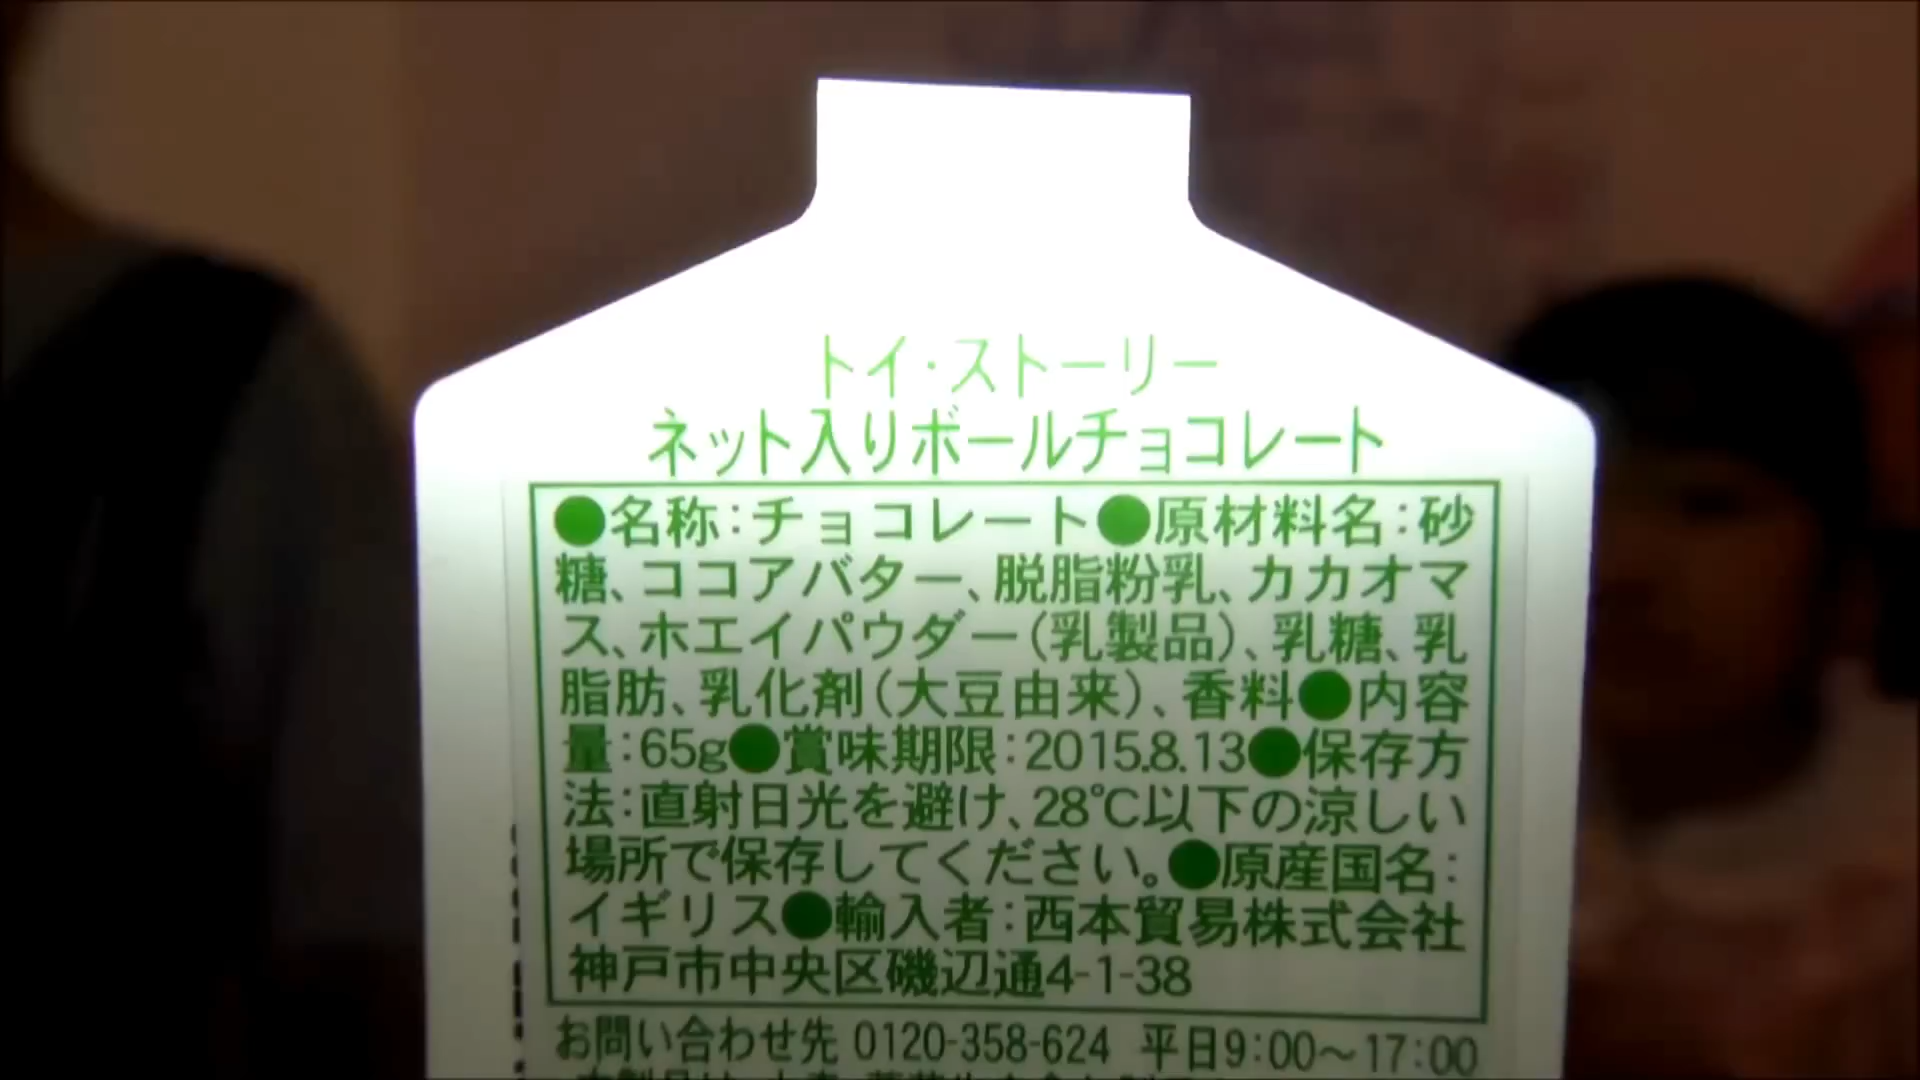 トイ・ストーリー
ネット入りボールチョコレート
●名称:チョコレート●原材料名:砂
糖、ココアバター、脱脂粉乳、カカオマ
ス、ホエイパウダー(乳製品)、乳糖、乳
脂肪、乳化剤(大豆由来)、香料●内容
量:65g●賞味期限:2015.8.13●保存方
法:直射日光を避け、28℃以下の涼しい
場所で保存してください。●原産国名:
イギリス●輸入者:西本貿易株式会社
神戸市中央区磯辺通4-1-38
お問い合わせ先 0120-358-624 平日9:00〜17:00